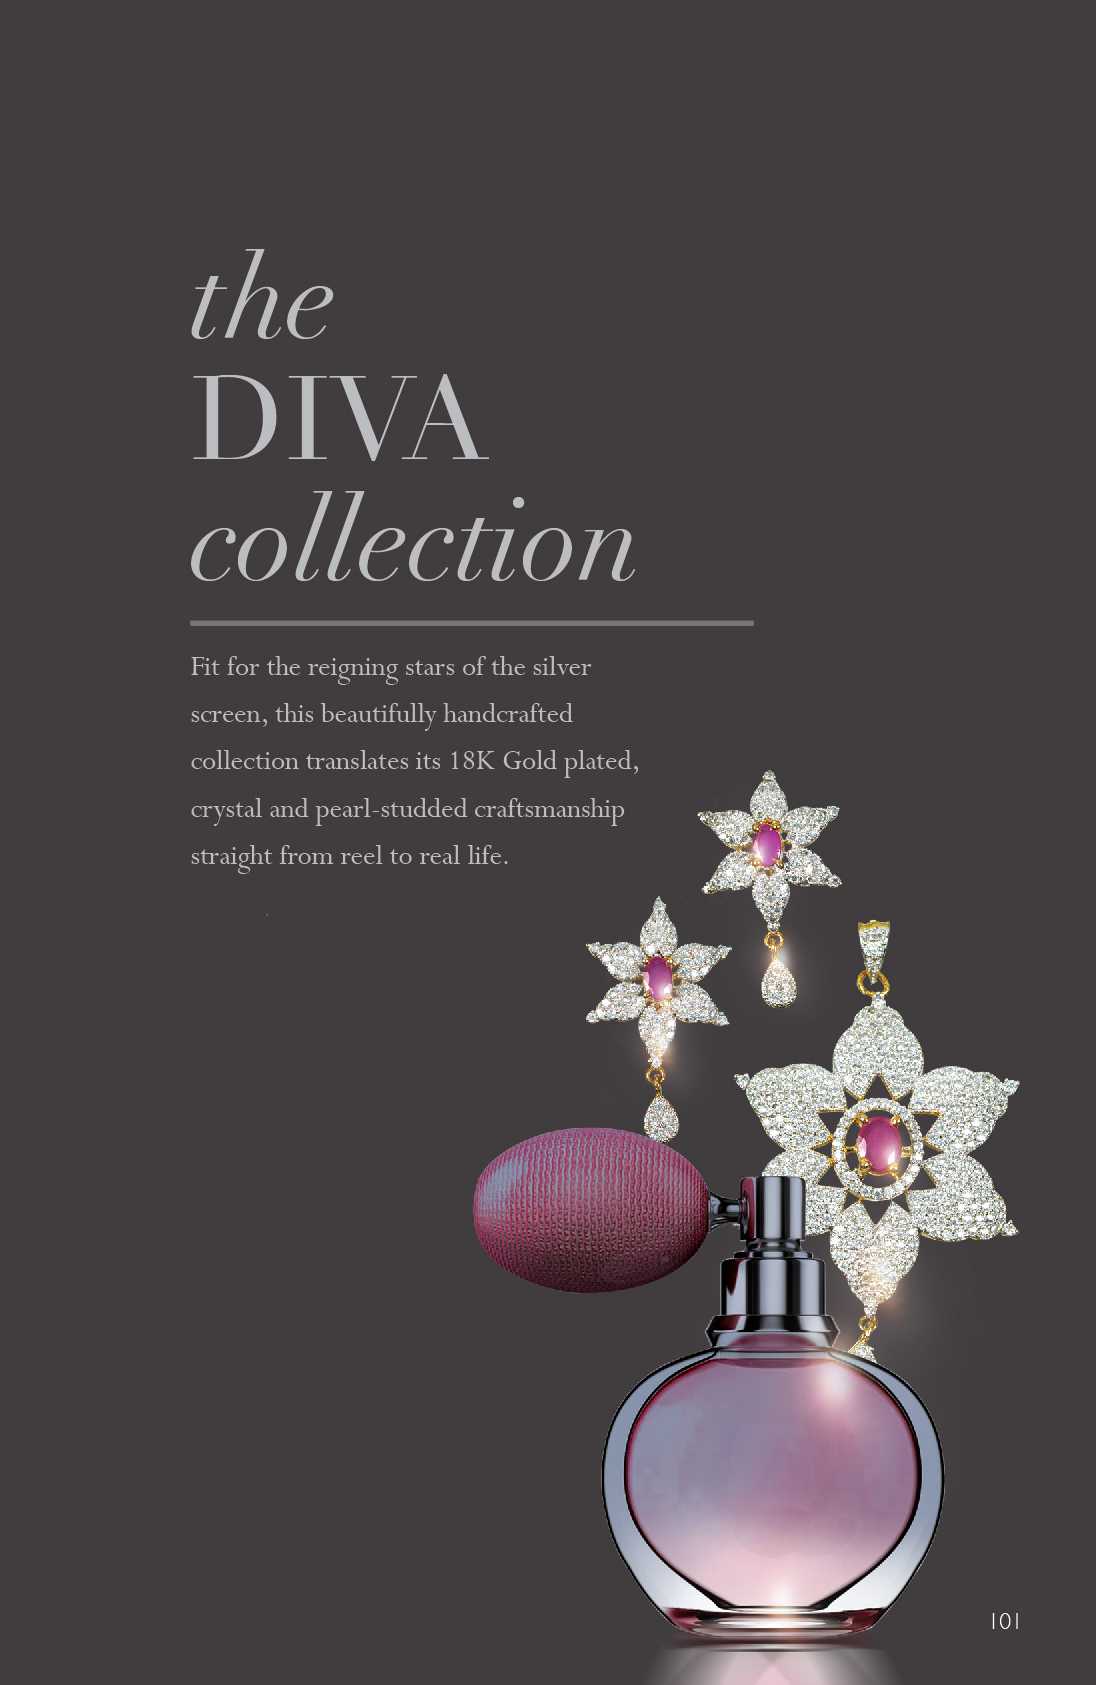 the
DIVA
collection
Fit for the reigning stars of the silver
screen, this beautifully handcrafted
collection translates its 18K Gold plated,
crystal and pearl-studded craftsmanship
straight from reel to real life.
101